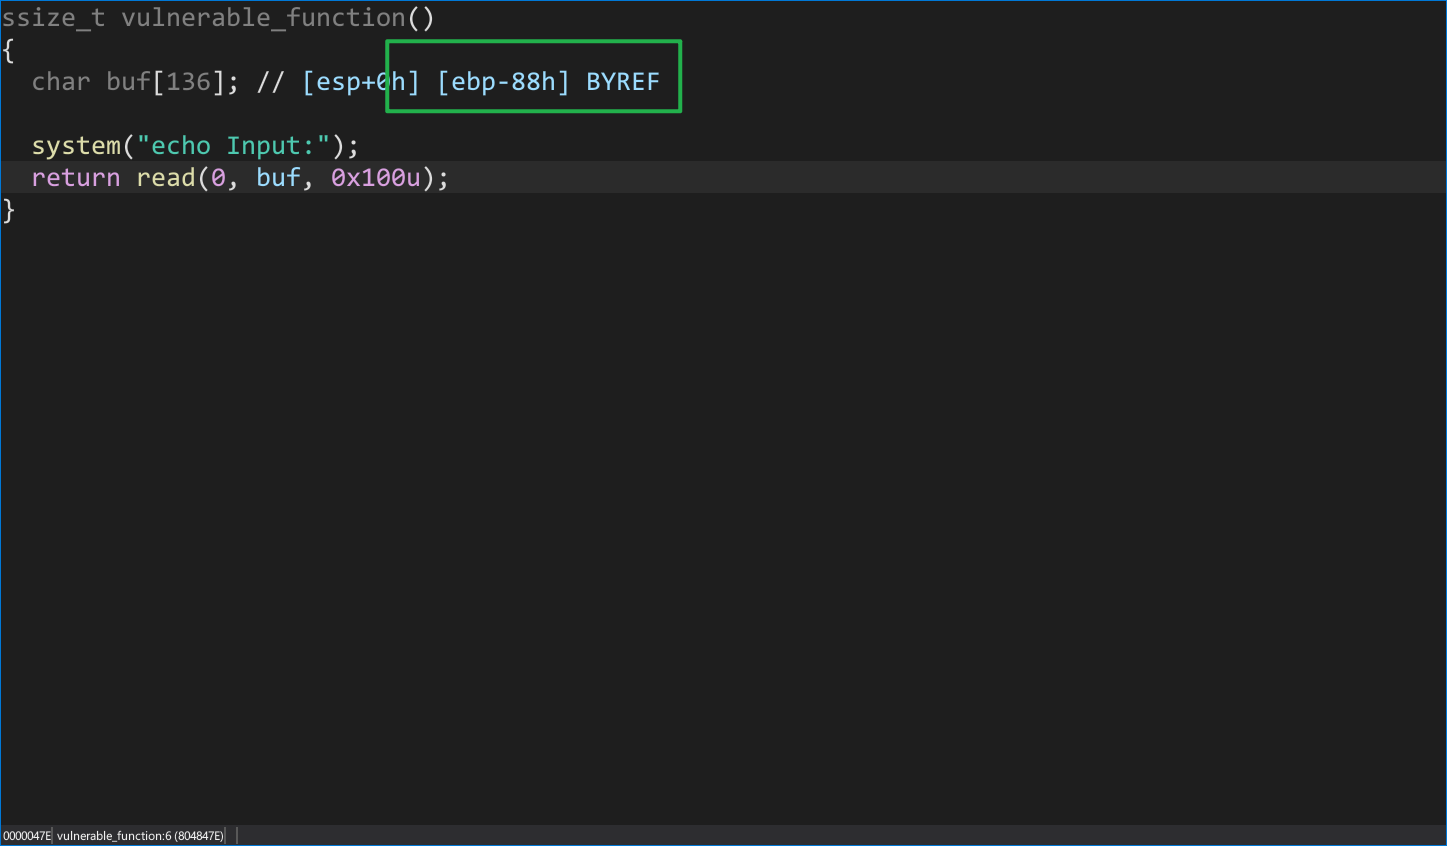 ssize_t vulnerable_function()
{
  char buf[136]; // [esp+0h] [ebp-88h] BYREF
  system("echo Input:");
  return read(0, buf, 0x100u);
}
0000047E vulnerable_function:6 (804847E)